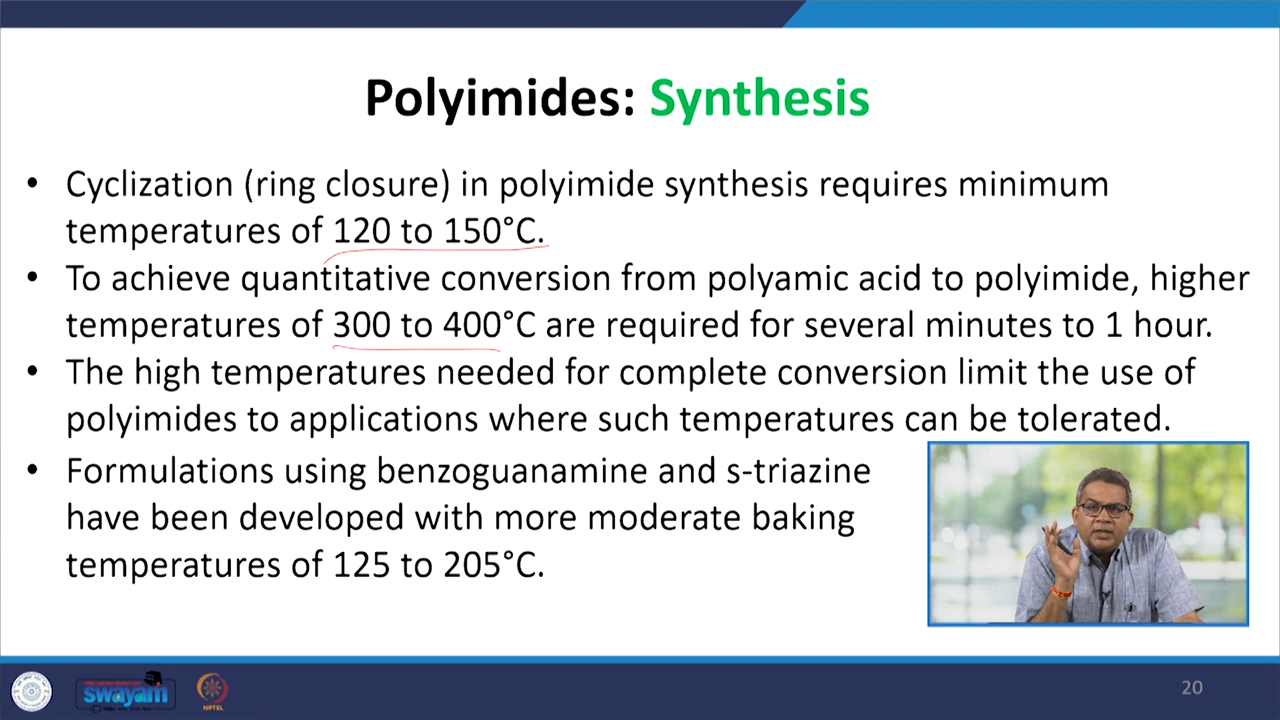 Polyimides: Synthesis
• Cyclization (ring closure) in polyimide synthesis requires minimum
temperatures of 120 to 150°C.
• To achieve quantitative conversion from polyamic acid to polyimide, higher
temperatures of 300 to 400°C are required for several minutes to 1 hour.
• The high temperatures needed for complete conversion limit the use of
polyimides to applications where such temperatures can be tolerated.
• Formulations using benzoguanamine and s-triazine
have been developed with more moderate baking
temperatures of 125 to 205°C.
swayam
NPTEL
20